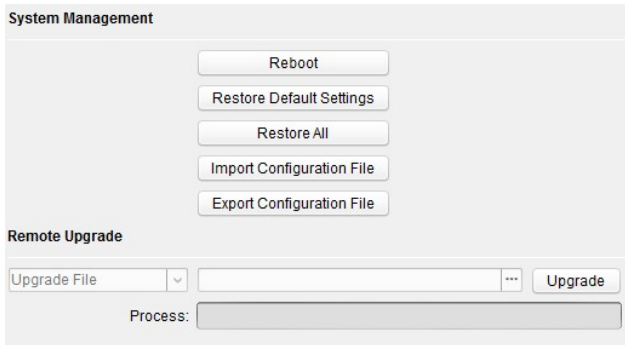 System Management
Reboot
Restore Default Settings
Restore All
Import Configuration File
Export Configuration File
Remote Upgrade
Upgrade File ... Upgrade
Process: